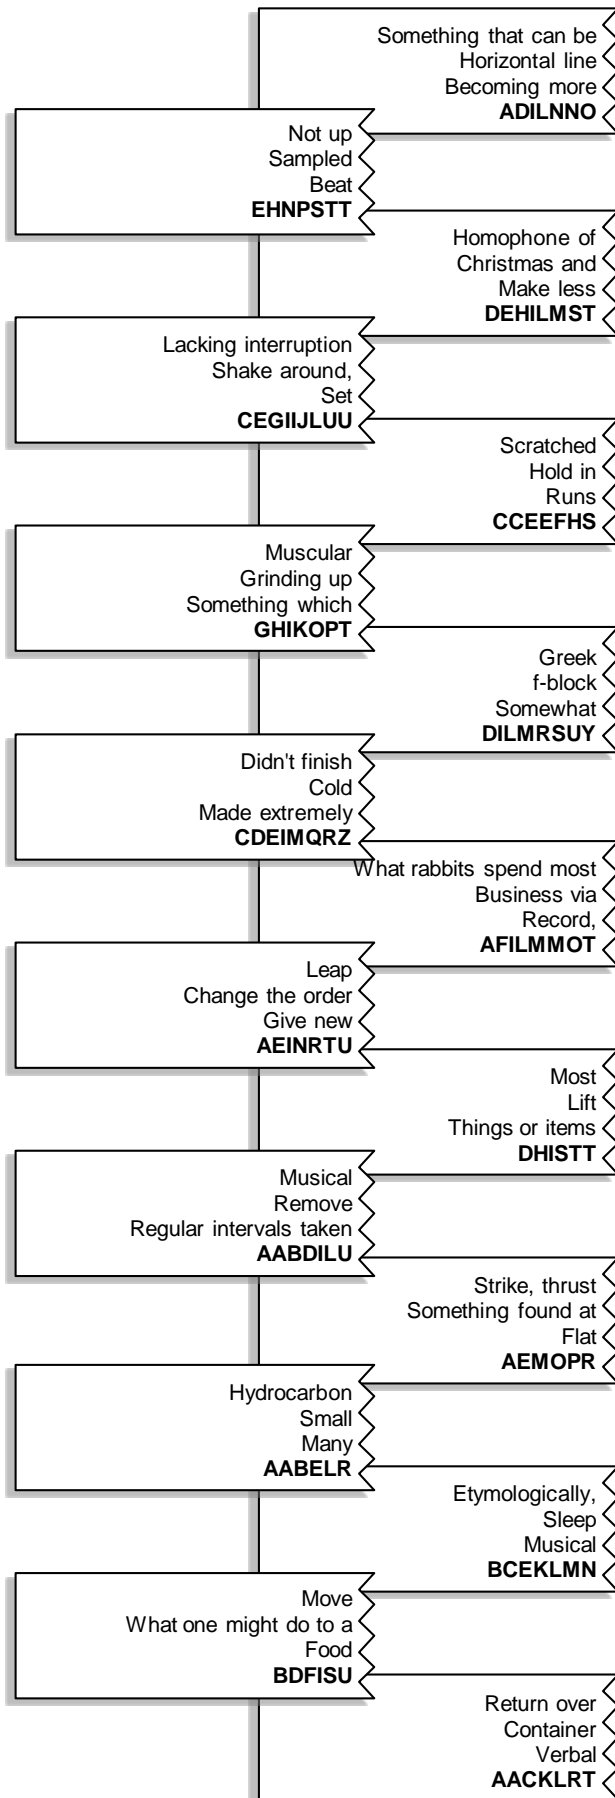 Something that can be
Horizontal line
Becoming more
ADILNNO
Not up
Sampled
Beat
EHNPSTT
Homophone of
Christmas and
Make less
DEHILMST
Lacking interruption
Shake around,
Set
CEGIIJLUU
Scratched
Hold in
Runs
CCEEFHS
Muscular
Grinding up
Something which
GHIKOPT
Greek
f-block
Somewhat
DILMRSUY
Didn't finish
Cold
Made extremely
CDEIMQRZ
What rabbits spend most
Business via
Record,
AFILMMOT
Leap
Change the order
Give new
AEINRTU
Most
Lift
Things or items
DHISTT
Musical
Remove
Regular intervals taken
AABDILU
Strike, thrust
Something found at
Flat
AEMOPR
Hydrocarbon
Small
Many
AABELR
Etymologically,
Sleep
Musical
BCEKLMN
Move
What one might do to a
Food
BDFISU
Return over
Container
Verbal
AACKLRT